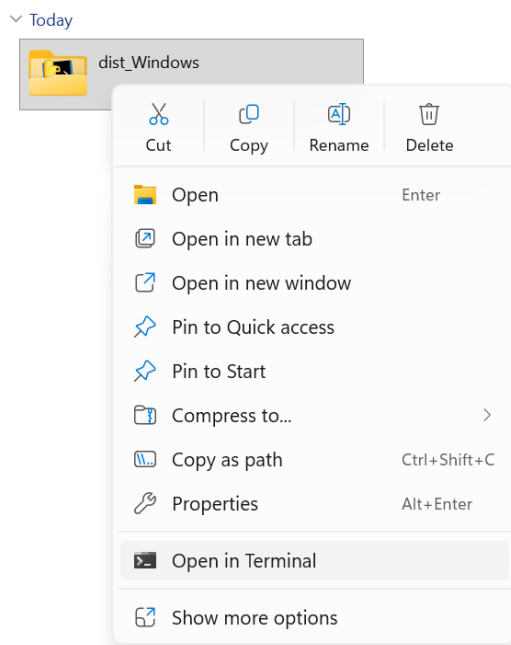 Today
dist_Windows
Cut Copy Rename Delete
Open Enter
Open in new tab
Open in new window
Pin to Quick access
Pin to Start
Compress to...
Copy as path Ctrl+Shift+C
Properties Alt+Enter
Open in Terminal
Show more options